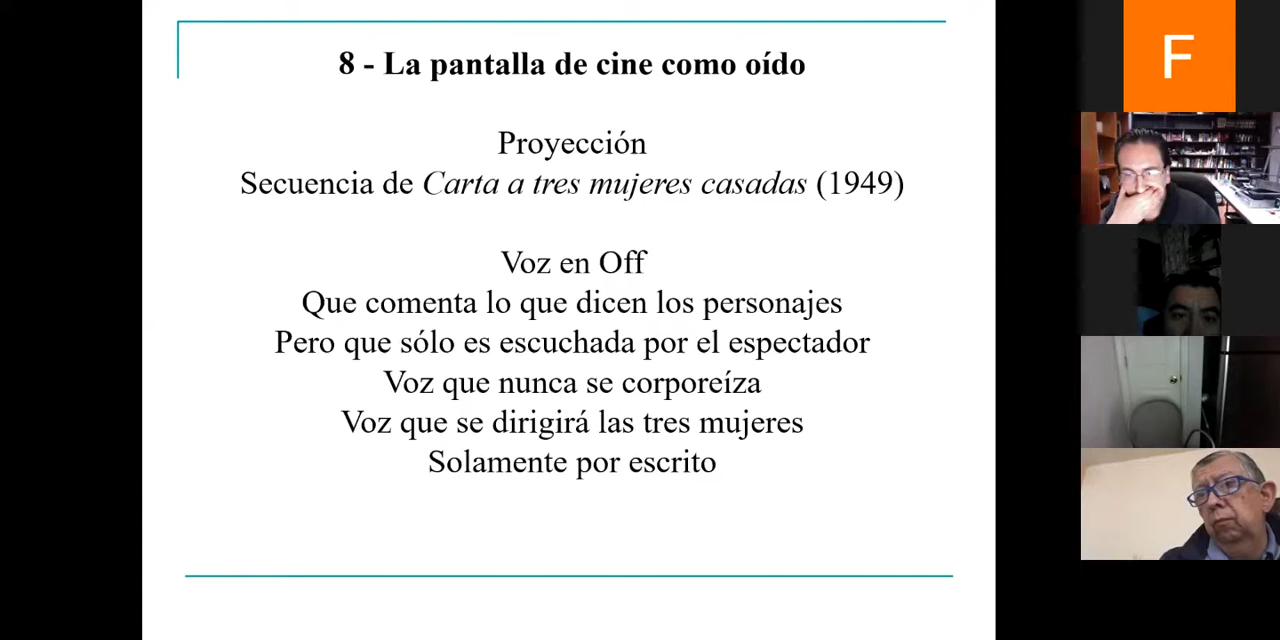 8 - La pantalla de cine como oído
Proyección
Secuencia de Carta a tres mujeres casadas (1949)
Voz en Off
Que comenta lo que dicen los personajes
Pero que sólo es escuchada por el espectador
Voz que nunca se corporeíza
Voz que se dirigirá las tres mujeres
Solamente por escrito
F